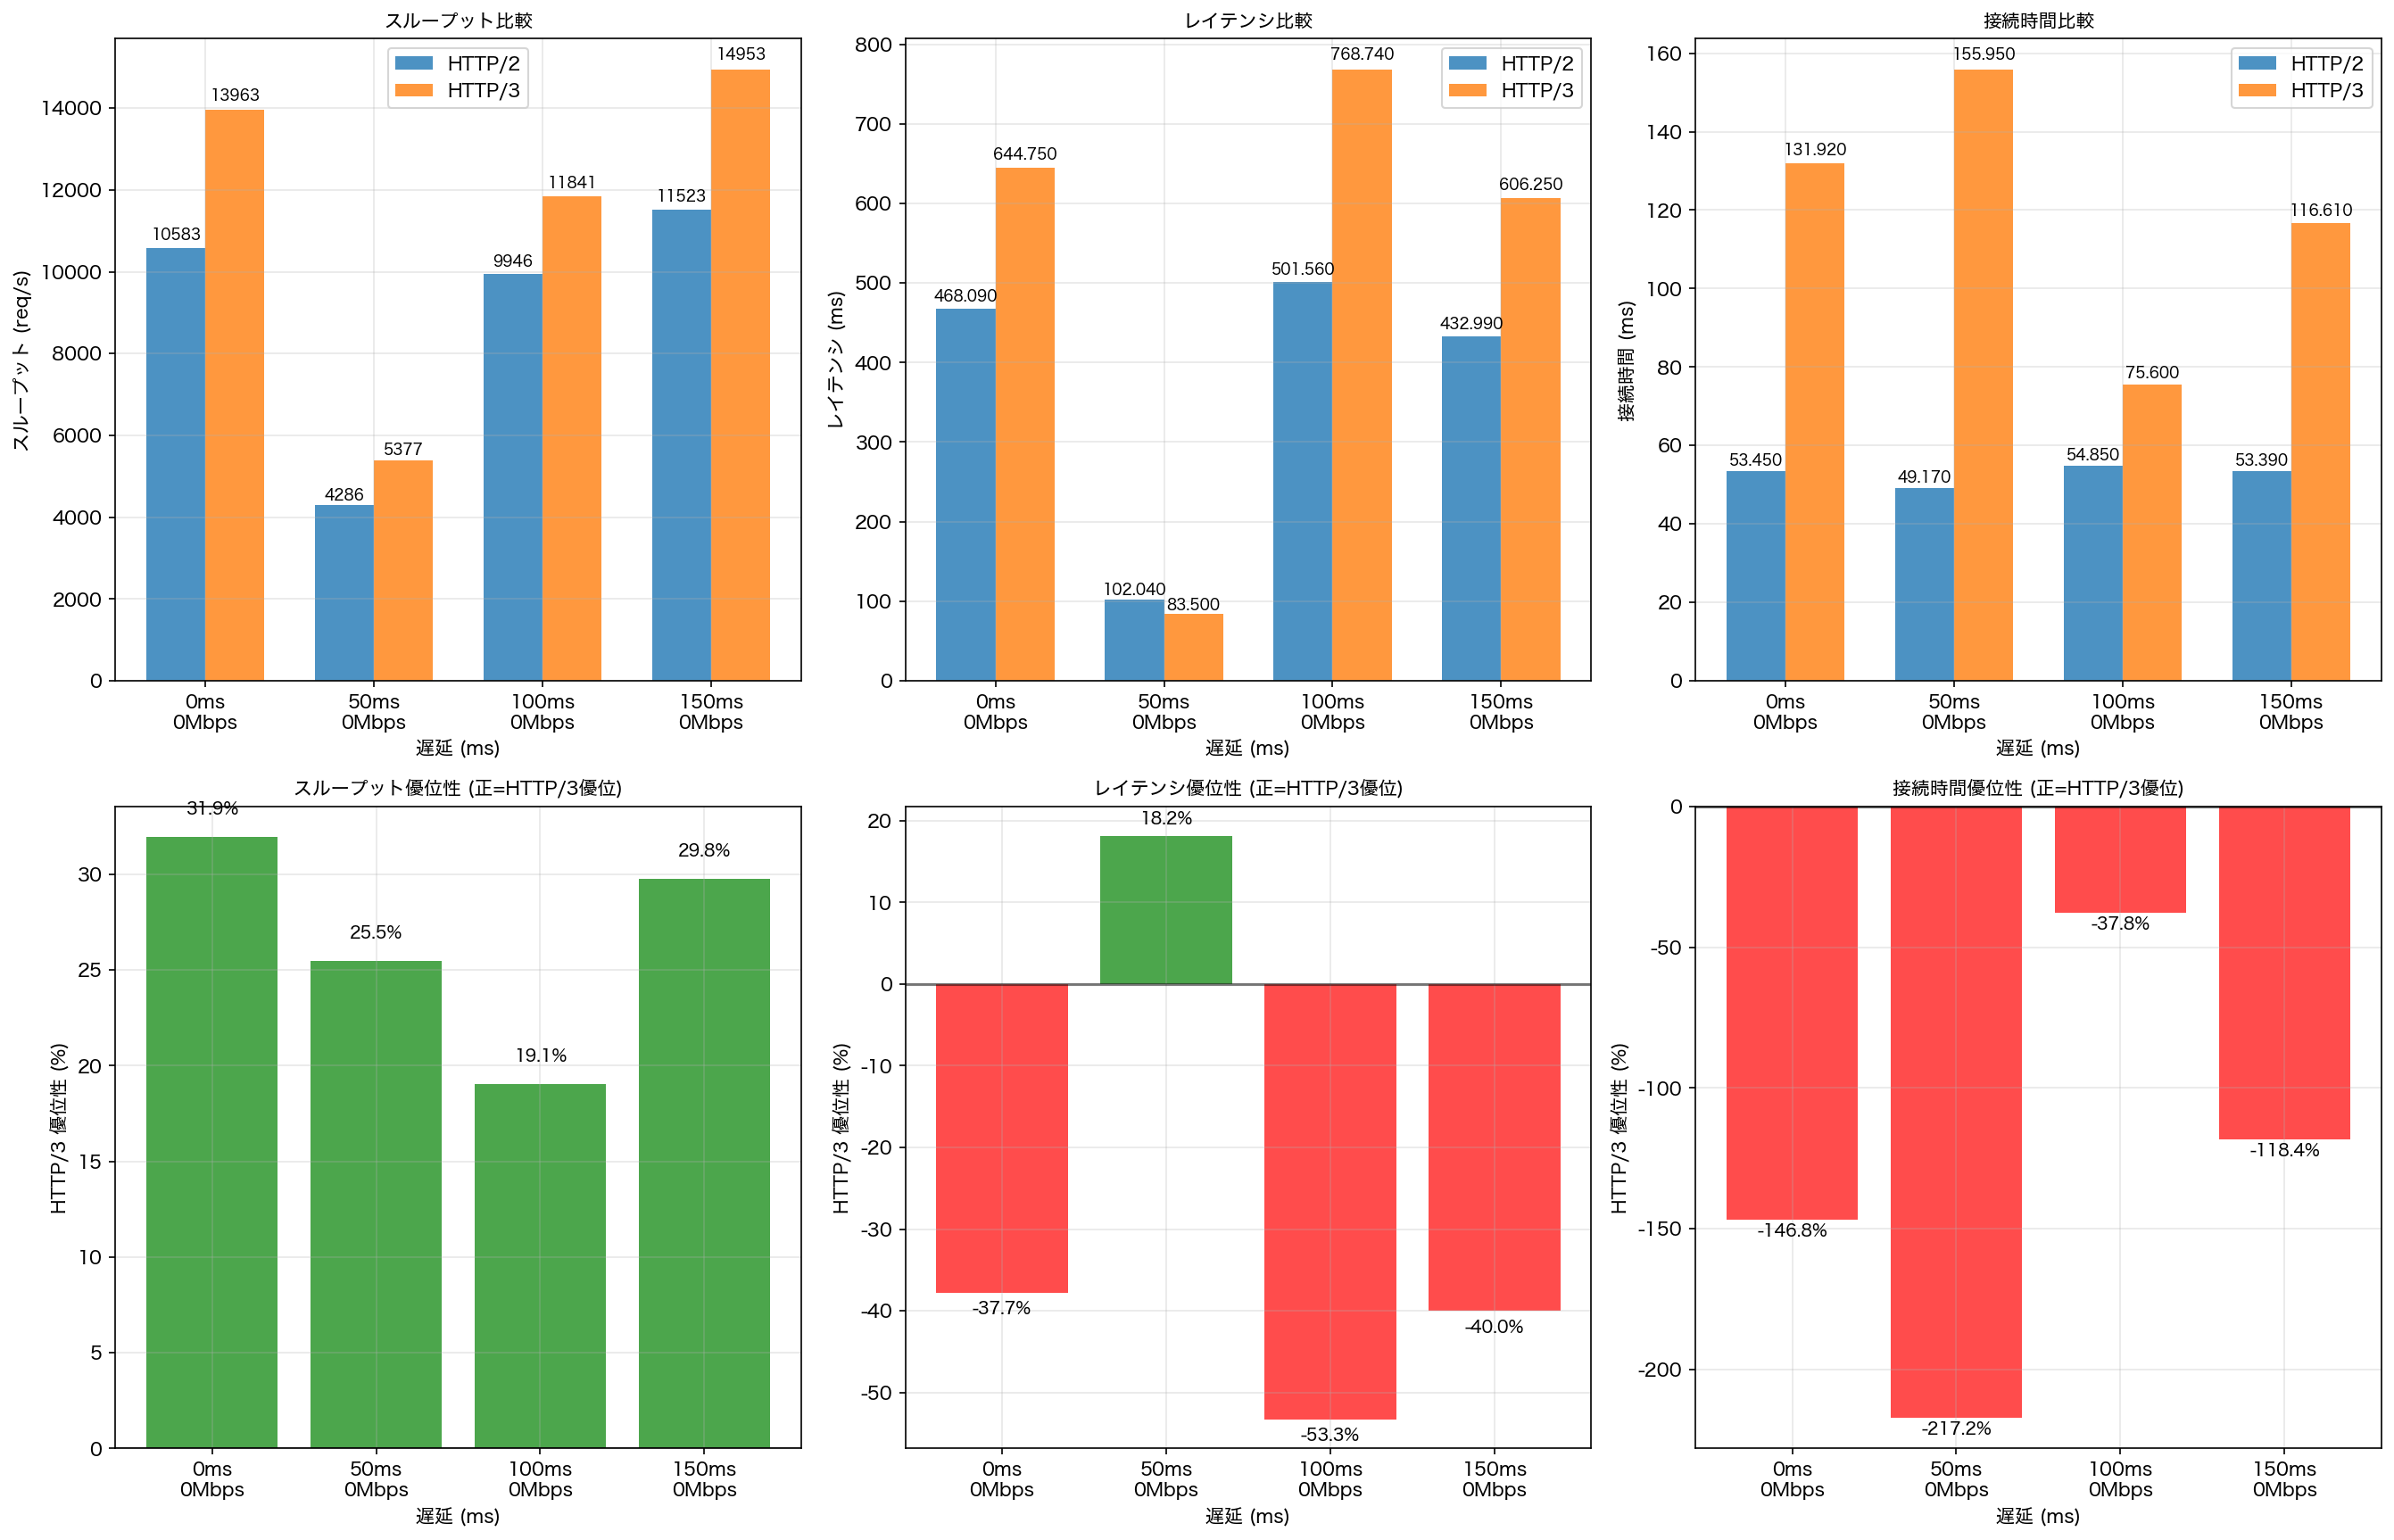 スループット比較
HTTP/2
HTTP/3
スループット (req/s)
14000
12000
10000
8000
6000
4000
2000
0
10583
13963
4286
5377
9946
11841
11523
14953
0ms
0Mbps
50ms
0Mbps
100ms
0Mbps
150ms
0Mbps
遅延 (ms)
レイテンシ比較
HTTP/2
HTTP/3
レイテンシ (ms)
800
700
600
500
400
300
200
100
0
468.090
644.750
102.040
83.500
501.560
768.740
432.990
606.250
0ms
0Mbps
50ms
0Mbps
100ms
0Mbps
150ms
0Mbps
遅延 (ms)
接続時間比較
HTTP/2
HTTP/3
接続時間 (ms)
160
140
120
100
80
60
40
20
0
53.450
131.920
49.170
155.950
54.850
75.600
53.390
116.610
0ms
0Mbps
50ms
0Mbps
100ms
0Mbps
150ms
0Mbps
遅延 (ms)
スループット優位性 (正=HTTP/3優位)
HTTP/3 優位性 (%)
30
25
20
15
10
5
0
31.9%
25.5%
19.1%
29.8%
0ms
0Mbps
50ms
0Mbps
100ms
0Mbps
150ms
0Mbps
遅延 (ms)
レイテンシ優位性 (正=HTTP/3優位)
HTTP/3 優位性 (%)
20
10
0
-10
-20
-30
-40
-50
-37.7%
18.2%
-53.3%
-40.0%
0ms
0Mbps
50ms
0Mbps
100ms
0Mbps
150ms
0Mbps
遅延 (ms)
接続時間優位性 (正=HTTP/3優位)
HTTP/3 優位性 (%)
0
-50
-100
-150
-200
-146.8%
-217.2%
-37.8%
-118.4%
0ms
0Mbps
50ms
0Mbps
100ms
0Mbps
150ms
0Mbps
遅延 (ms)